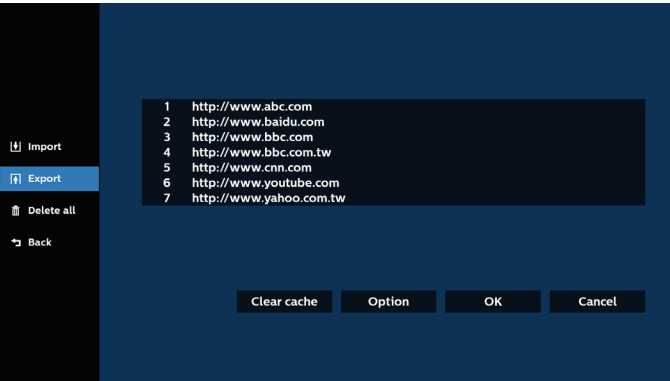 Import
Export
Delete all
Back
1 http://www.abc.com
2 http://www.baidu.com
3 http://www.bbc.com
4 http://www.bbc.com.tw
5 http://www.cnn.com
6 http://www.youtube.com
7 http://www.yahoo.com.tw
Clear cache Option OK Cancel